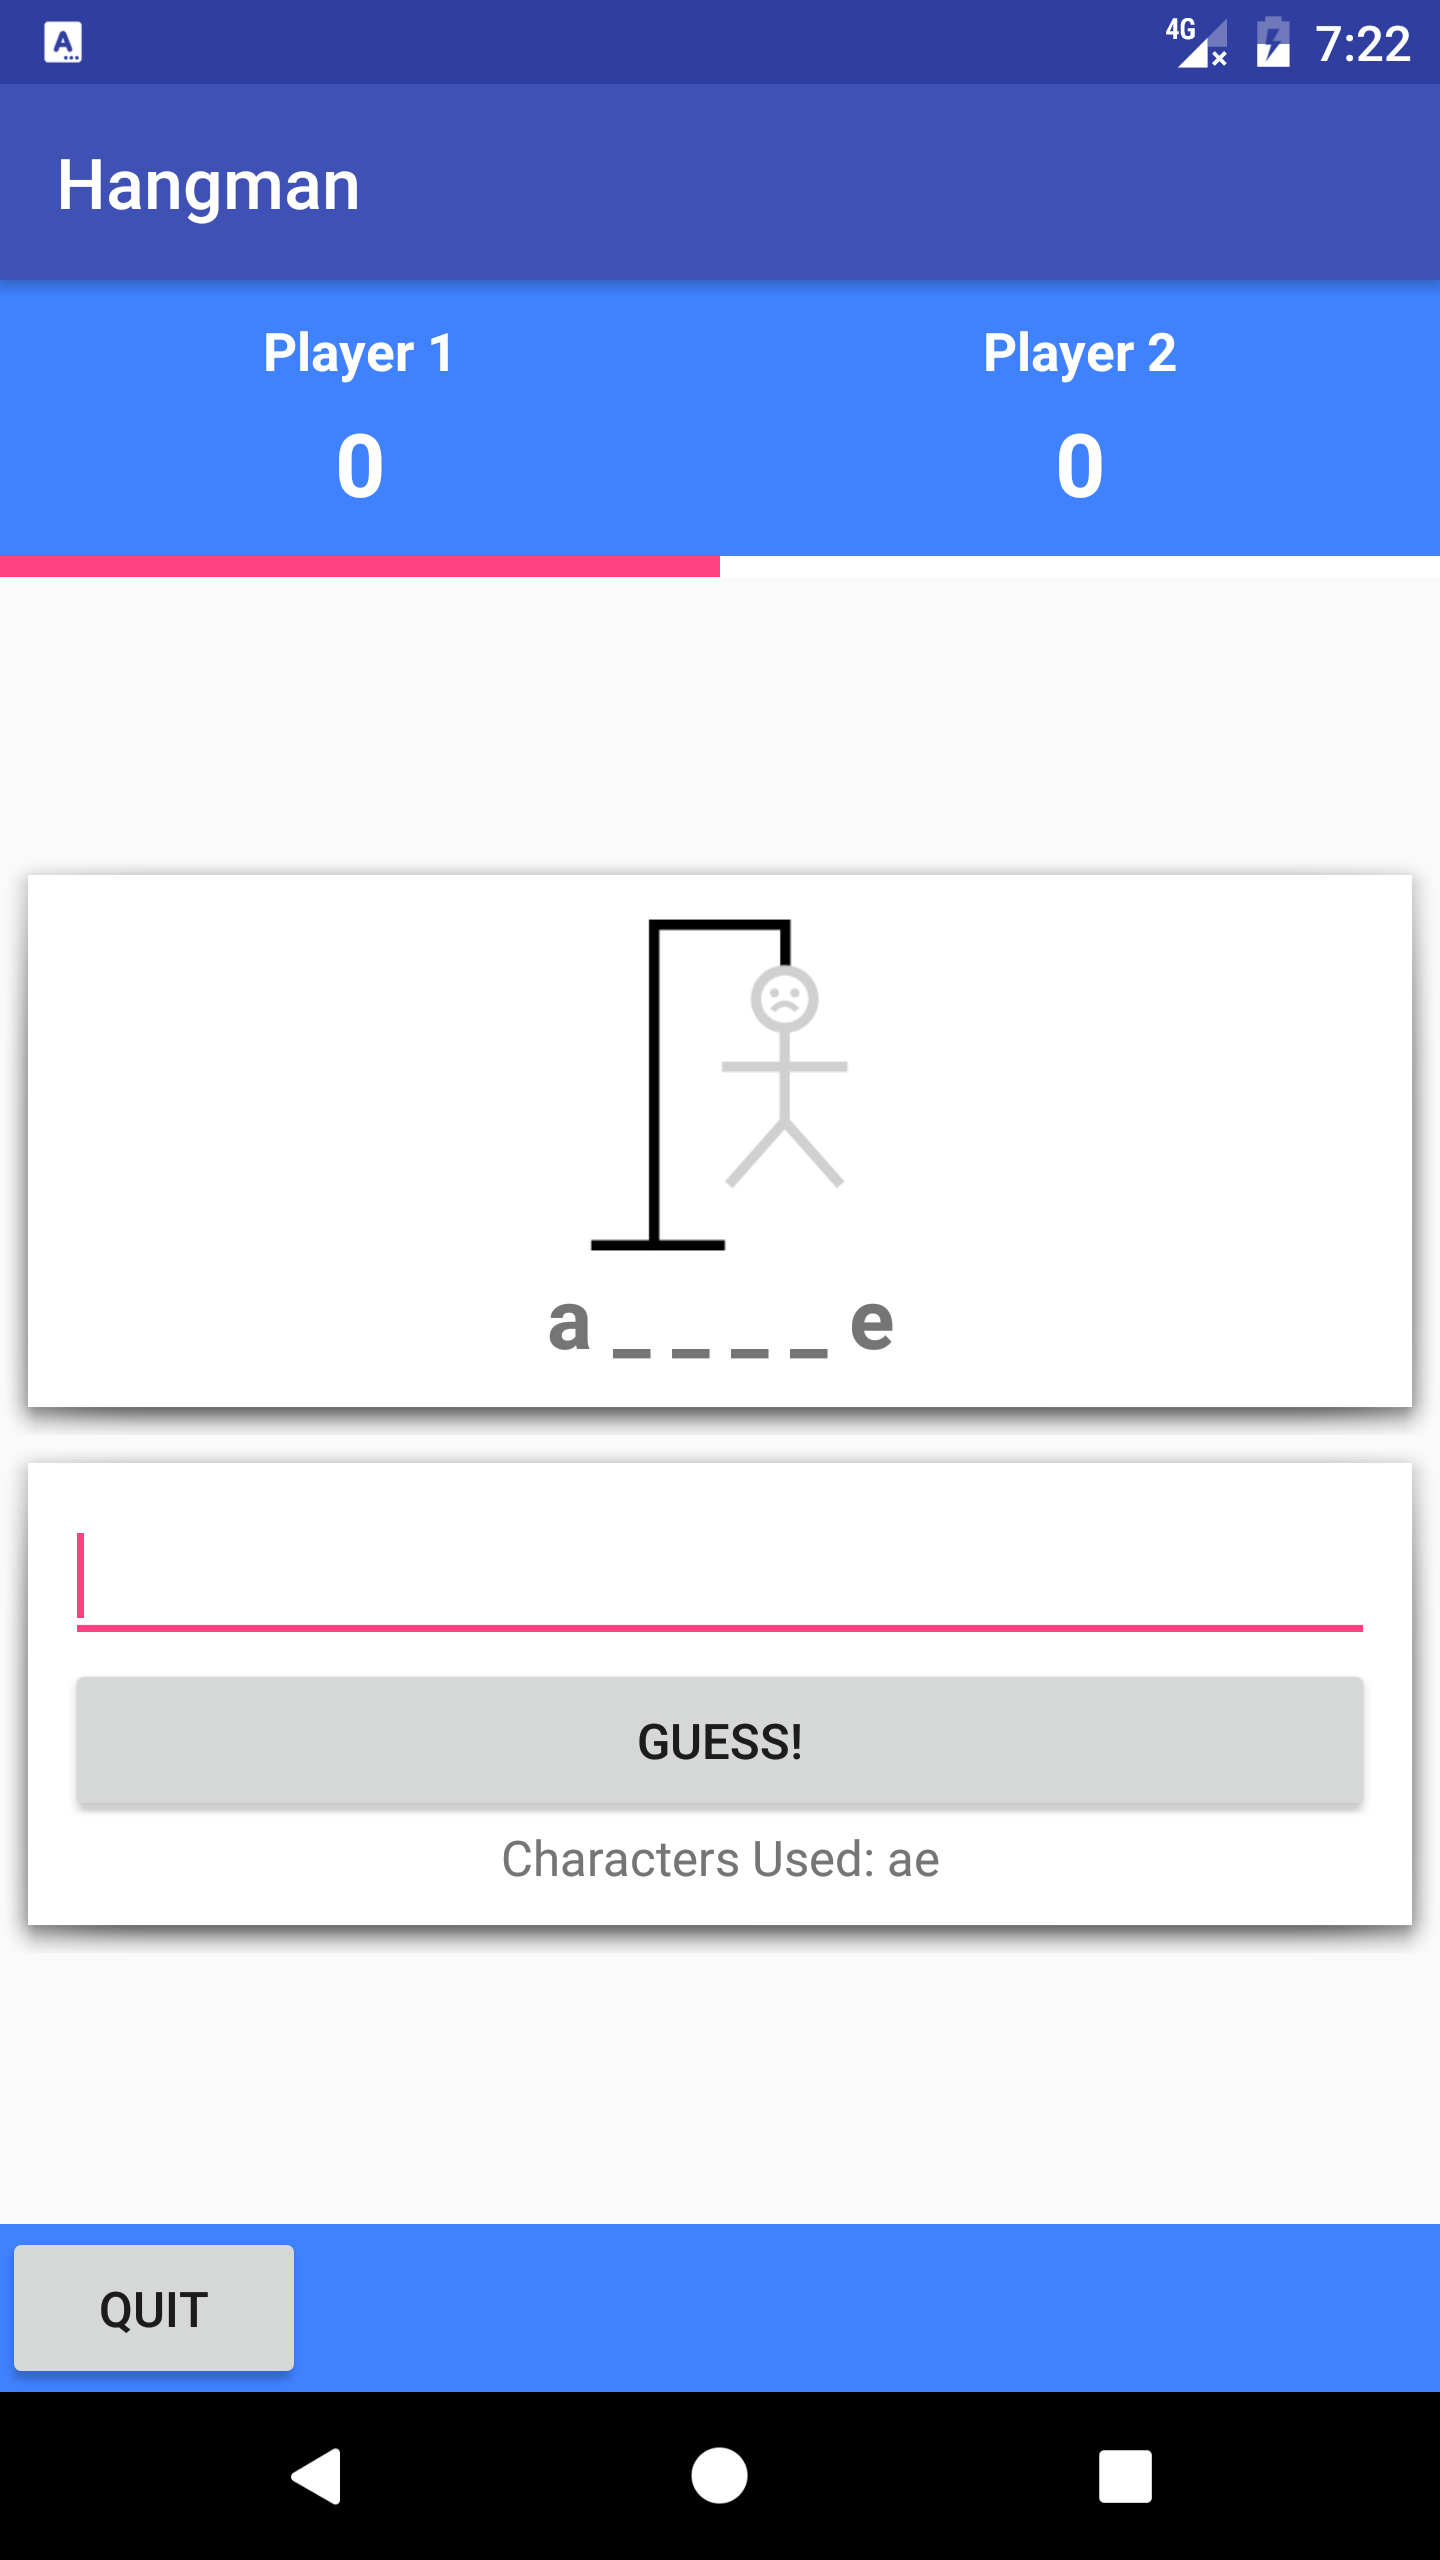 4G 7:22
Hangman
Player 1 Player 2
0 0
a _ _ _ _ e
GUESS!
Characters Used: ae
QUIT